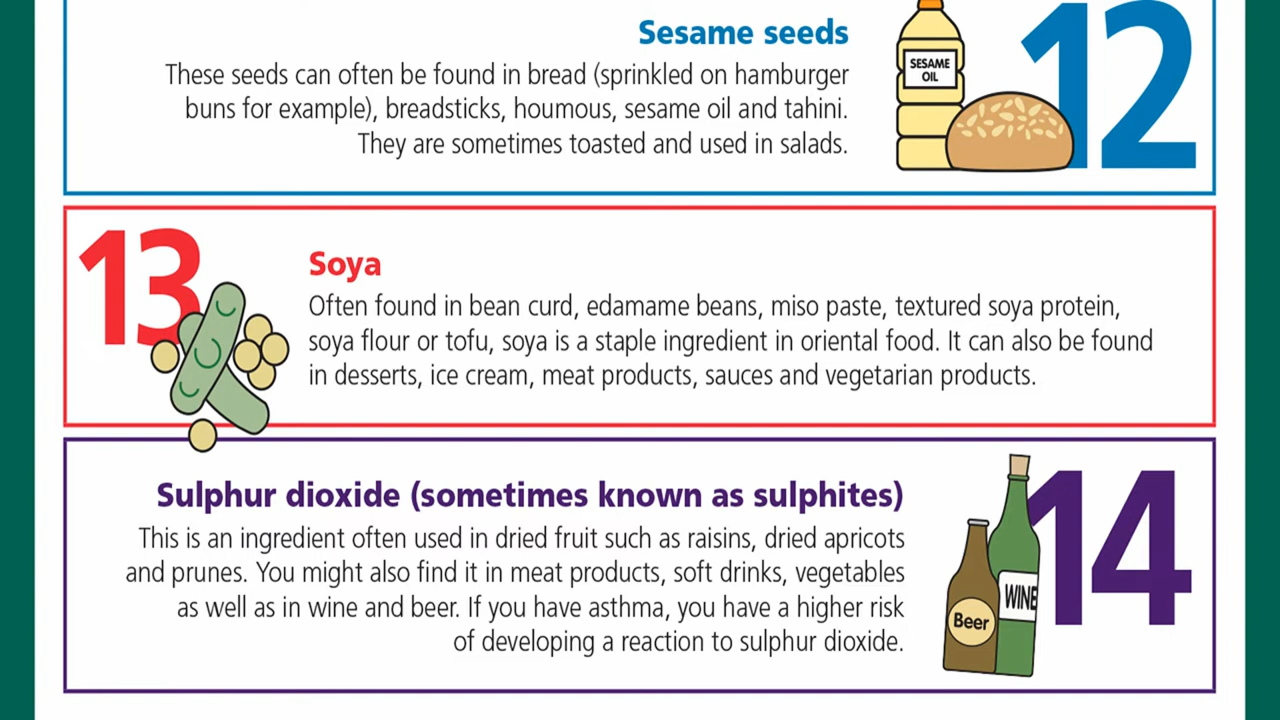 Sesame seeds
These seeds can often be found in bread (sprinkled on hamburger
buns for example), breadsticks, houmous, sesame oil and tahini.
They are sometimes toasted and used in salads.
SESAME
OIL
12
13
Soya
Often found in bean curd, edamame beans, miso paste, textured soya protein,
soya flour or tofu, soya is a staple ingredient in oriental food. It can also be found
in desserts, ice cream, meat products, sauces and vegetarian products.
Sulphur dioxide (sometimes known as sulphites)
This is an ingredient often used in dried fruit such as raisins, dried apricots
and prunes. You might also find it in meat products, soft drinks, vegetables
as well as in wine and beer. If you have asthma, you have a higher risk
of developing a reaction to sulphur dioxide.
Beer
WINE
14